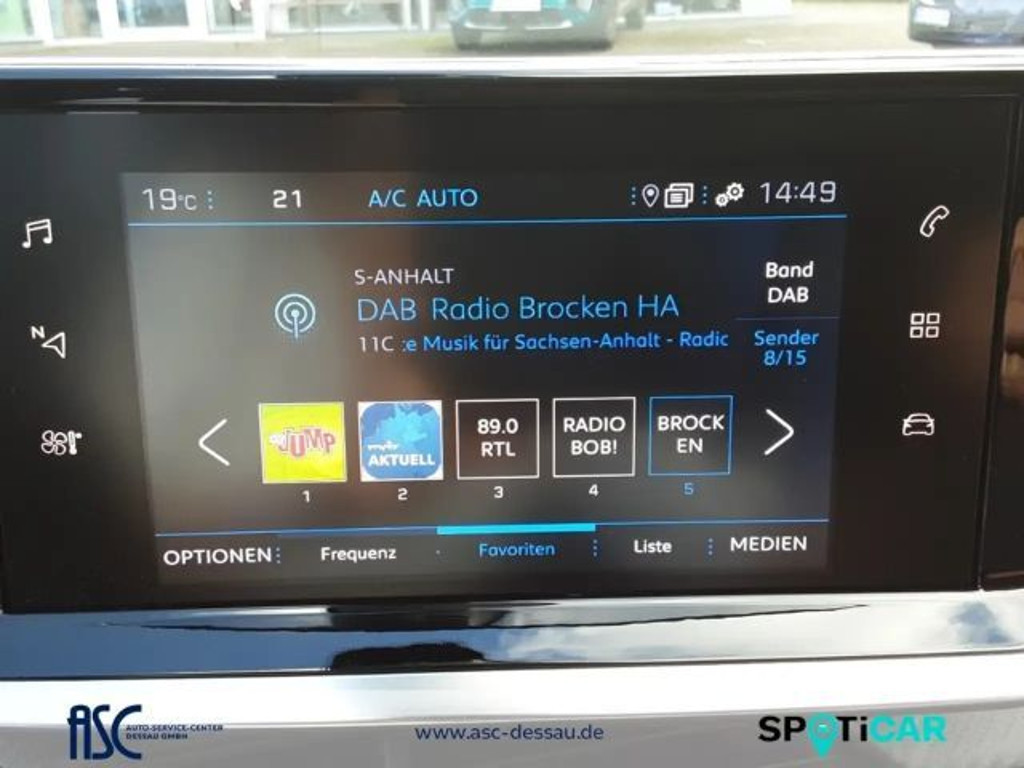 19°C 21 A/C AUTO 14:49
S-ANHALT
DAB Radio Brocken HA
11C :e Musik für Sachsen-Anhalt - Radic
Band
DAB
Sender
8/15
N
JUMP
mdr
AKTUELL
89.0
RTL
RADIO
BOB!
BROCK
EN
1 2 3 4 5
OPTIONEN Frequenz Favoriten Liste MEDIEN
ASC AUTO-SERVICE-CENTER
DESSAU GMBH
www.asc-dessau.de
SPOTiCAR